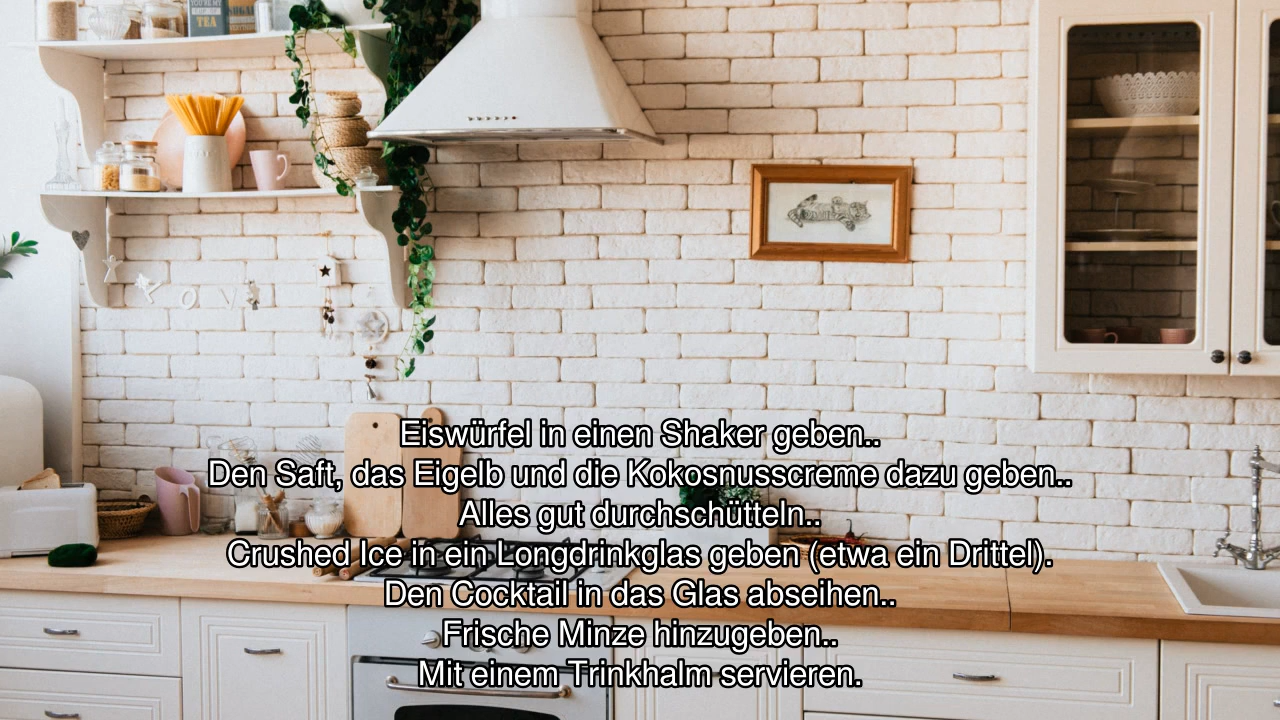 TEA
Eiswürfel in einen Shaker geben..
Den Saft, das Eigelb und die Kokosnusscreme dazu geben..
Alles gut durchschütteln..
Crushed Ice in ein Longdrinkglas geben (etwa ein Drittel).
Den Cocktail in das Glas abseihen..
Frische Minze hinzugeben..
Mit einem Trinkhalm servieren.